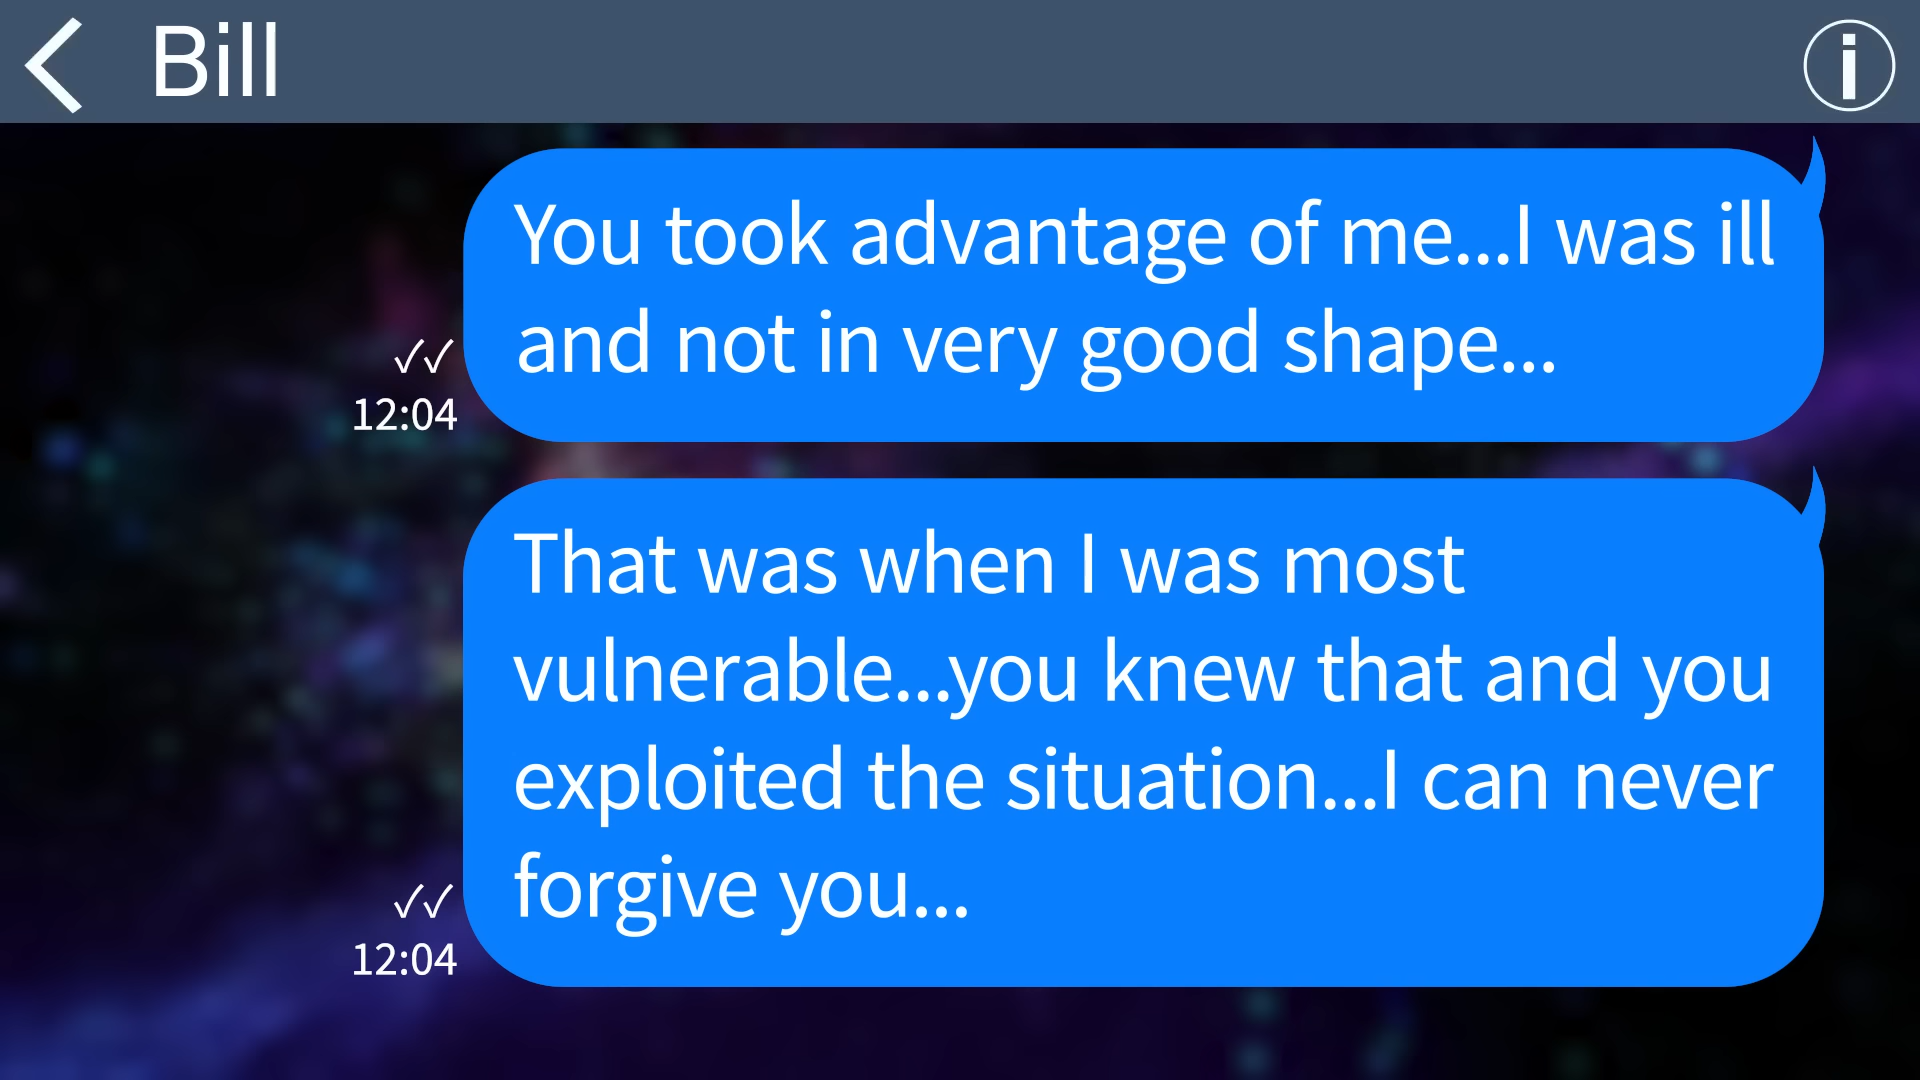 Bill
You took advantage of me...I was ill
and not in very good shape...
✓✓
12:04
That was when I was most
vulnerable...you knew that and you
exploited the situation...I can never
forgive you...
✓✓
12:04